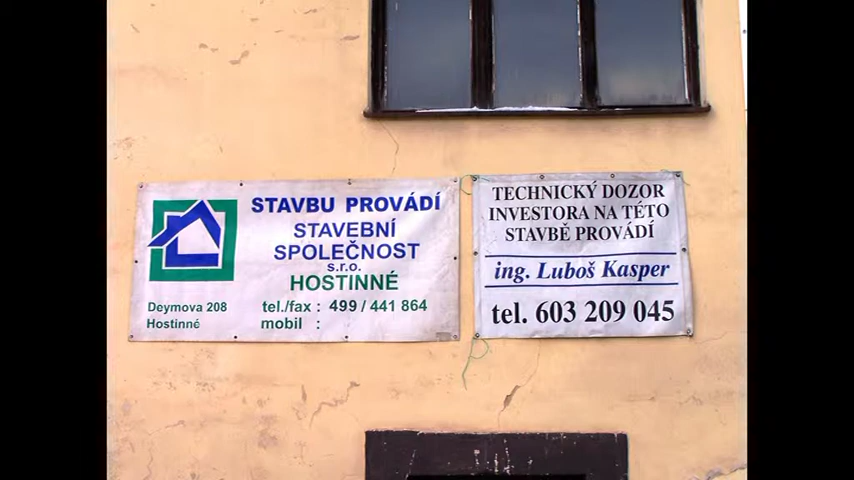 STAVBU PROVÁDÍ
STAVEBNÍ
SPOLEČNOST
s.r.o.
HOSTINNÉ
Deymova 208
Hostinné
tel./fax : 499 / 441 864
mobil :
TECHNICKÝ DOZOR
INVESTORA NA TÉTO
STAVBĚ PROVÁDÍ
ing. Luboš Kasper
tel. 603 209 045